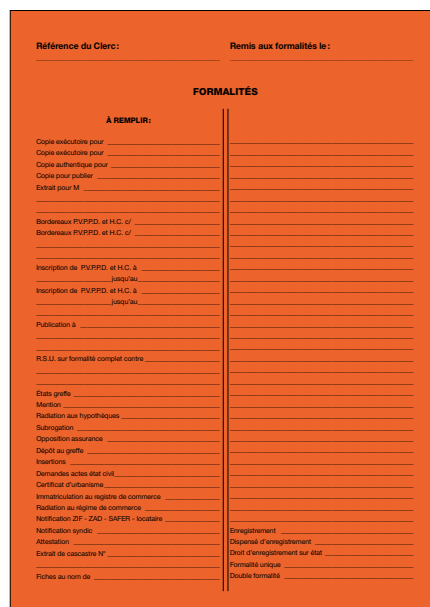 Référence du Clerc :
Remis aux formalités le :
FORMALITÉS
À REMPLIR :
Copie exécutoire pour
Copie exécutoire pour
Copie authentique pour
Copie pour publier
Extrait pour M
Bordereaux P.V.P.P.D. et H.C. c/
Bordereaux P.V.P.P.D. et H.C. c/
Inscription de P.V.P.P.D. et H.C. à
jusqu'au
Inscription de P.V.P.P.D. et H.C. à
jusqu'au
Publication à
R.S.U. sur formalité complet contre
États greffe
Mention
Radiation aux hypothèques
Subrogation
Opposition assurance
Dépôt au greffe
Insertions
Demandes actes état civil
Certificat d'urbanisme
Immatriculation au registre de commerce
Radiation au régime de commerce
Notification ZIF - ZAD - SAFER - locataire
Notification syndic
Attestation
Extrait de cascastre N°
Fiches au nom de
Enregistrement
Dispensé d'enregistrement
Droit d'enregistrement sur état
Formalité unique
Double formalité